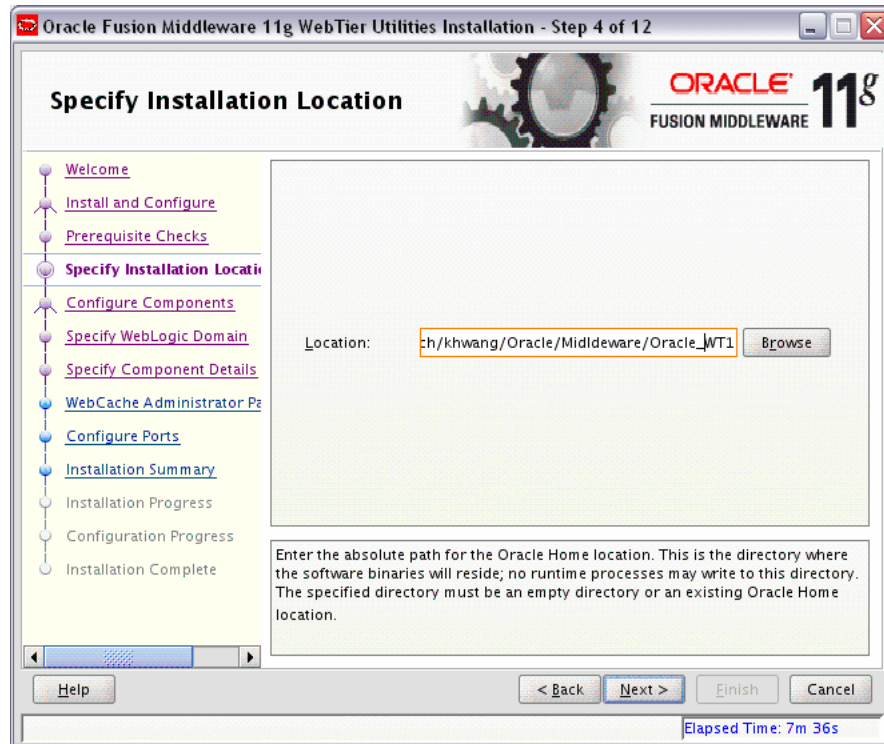 Oracle Fusion Middleware 11g WebTier Utilities Installation - Step 4 of 12
Specify Installation Location
ORACLE
FUSION MIDDLEWARE
11g
Welcome
Install and Configure
Prerequisite Checks
Specify Installation Locati
Configure Components
Specify WebLogic Domain
Specify Component Details
WebCache Administrator Pa
Configure Ports
Installation Summary
Installation Progress
Configuration Progress
Installation Complete
Location: ch/khwang/Oracle/Midldeware/Oracle_WT1 Browse
Enter the absolute path for the Oracle Home location. This is the directory where
the software binaries will reside; no runtime processes may write to this directory.
The specified directory must be an empty directory or an existing Oracle Home
location.
Help < Back Next > Finish Cancel
Elapsed Time: 7m 36s